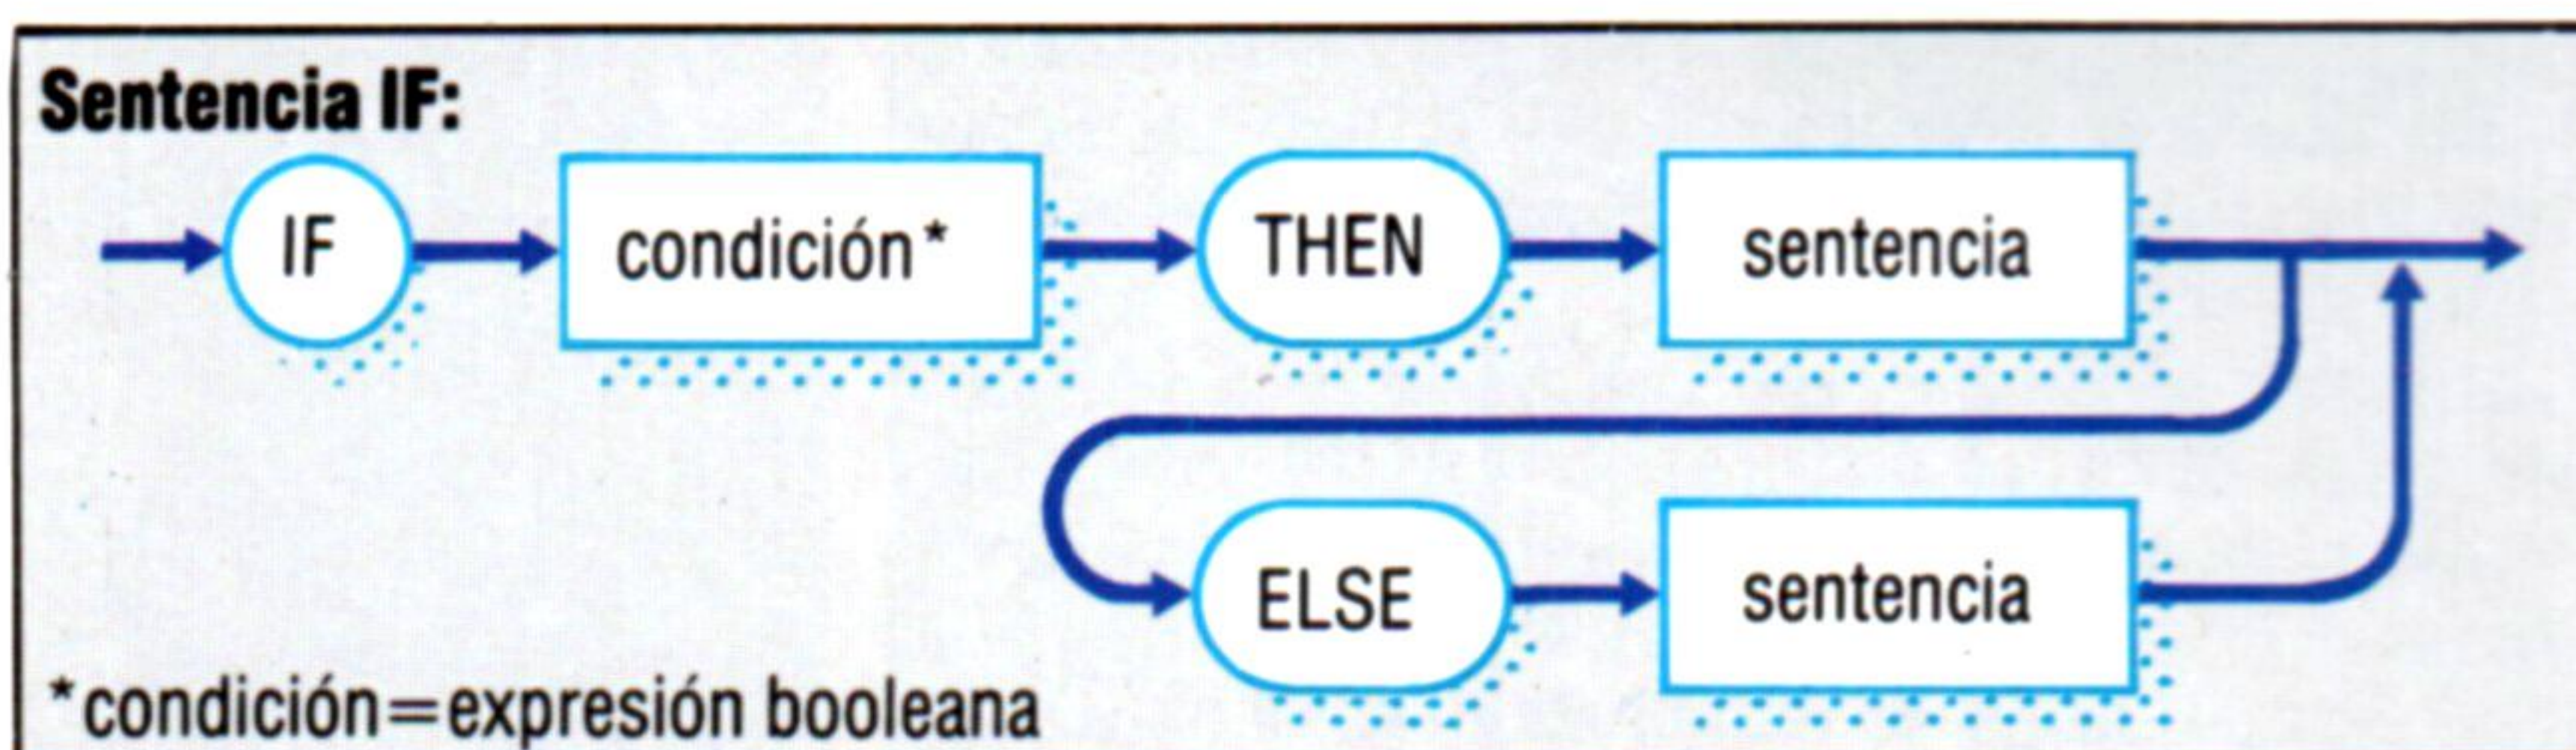 Sentencia IF:
IF condición* THEN sentencia
ELSE sentencia
*condición=expresión booleana